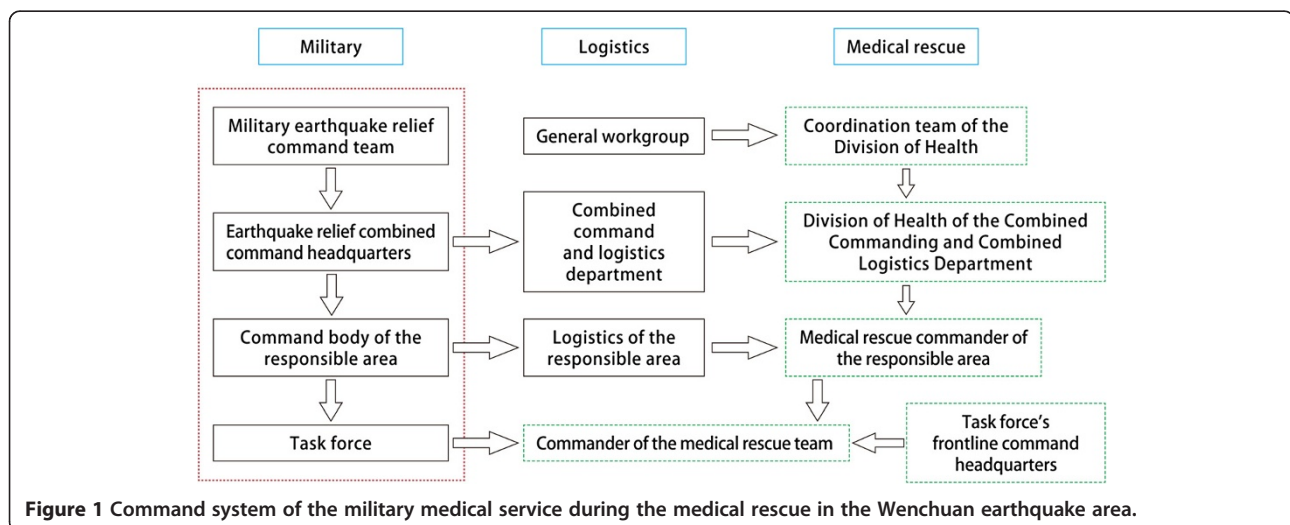 Military
Logistics
Medical rescue
Military earthquake relief
command team
General workgroup
Coordination team of the
Division of Health
Earthquake relief combined
command headquarters
Combined
command
and logistics
department
Division of Health of the Combined
Commanding and Combined
Logistics Department
Command body of the
responsible area
Logistics of the
responsible area
Medical rescue commander
of the responsible area
Task force
Commander of the medical rescue team
Task force's
frontline command
headquarters
Figure 1 Command system of the military medical service during the medical rescue in the Wenchuan earthquake area.